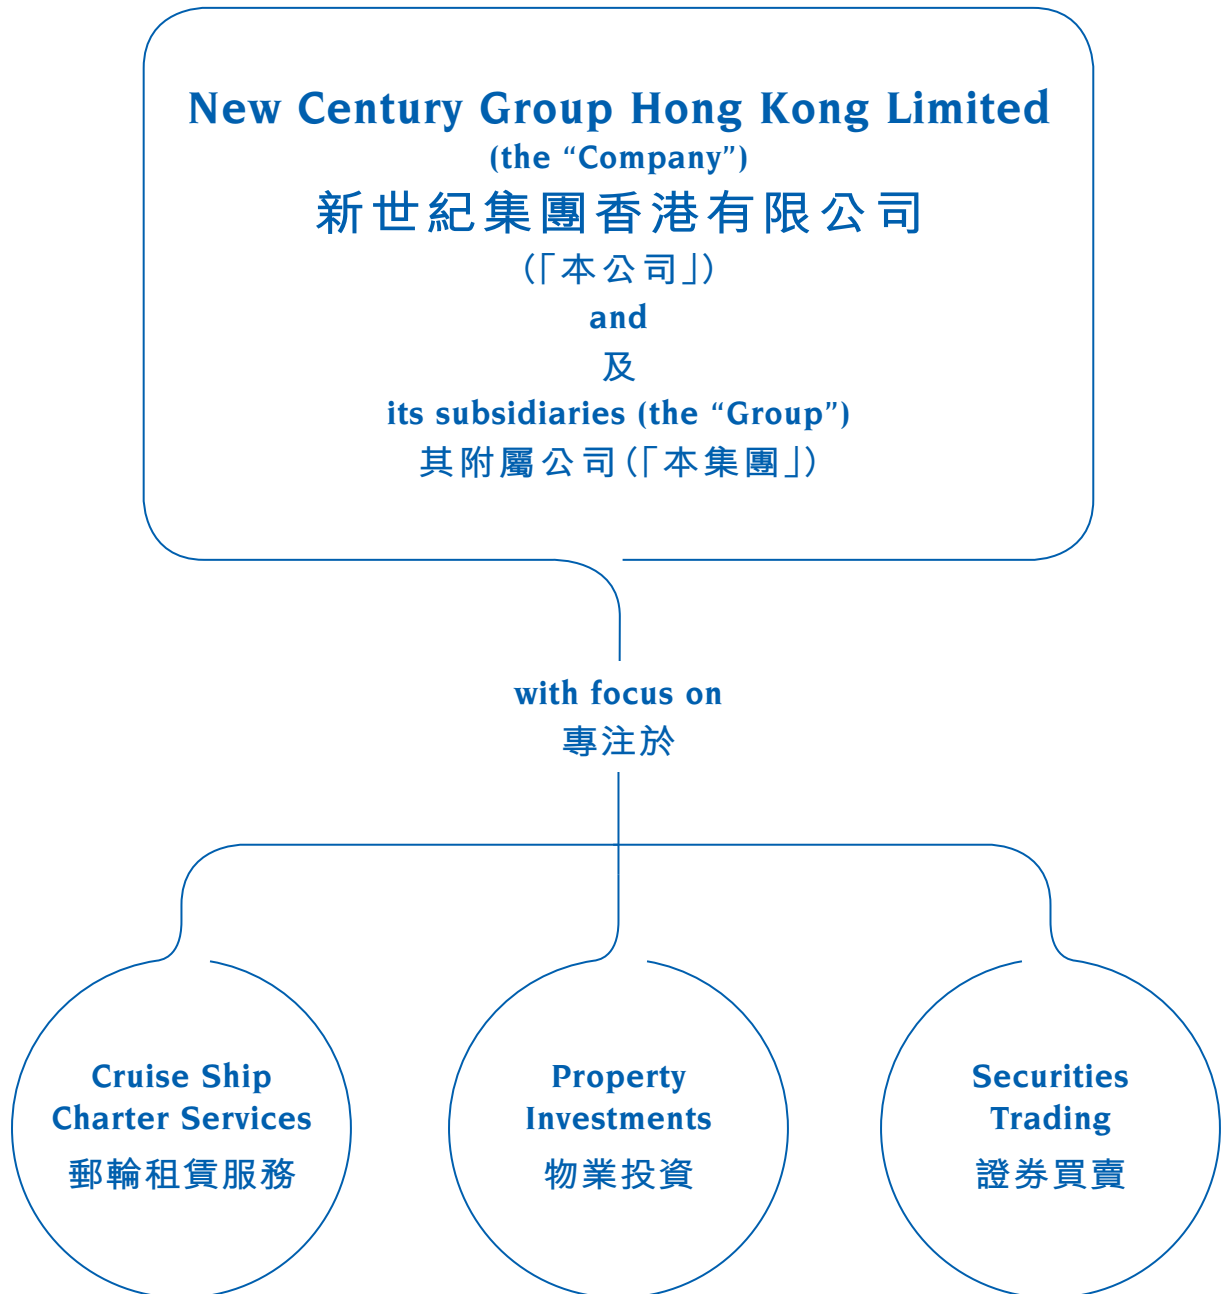 New Century Group Hong Kong Limited
(the “Company”)
新世紀集團香港有限公司
(「本公司」)
and
及
its subsidiaries (the “Group”)
其附屬公司(「本集團」)
with focus on
專注於
Cruise Ship
Charter Services
郵輪租賃服務
Property
Investments
物業投資
Securities
Trading
證券買賣